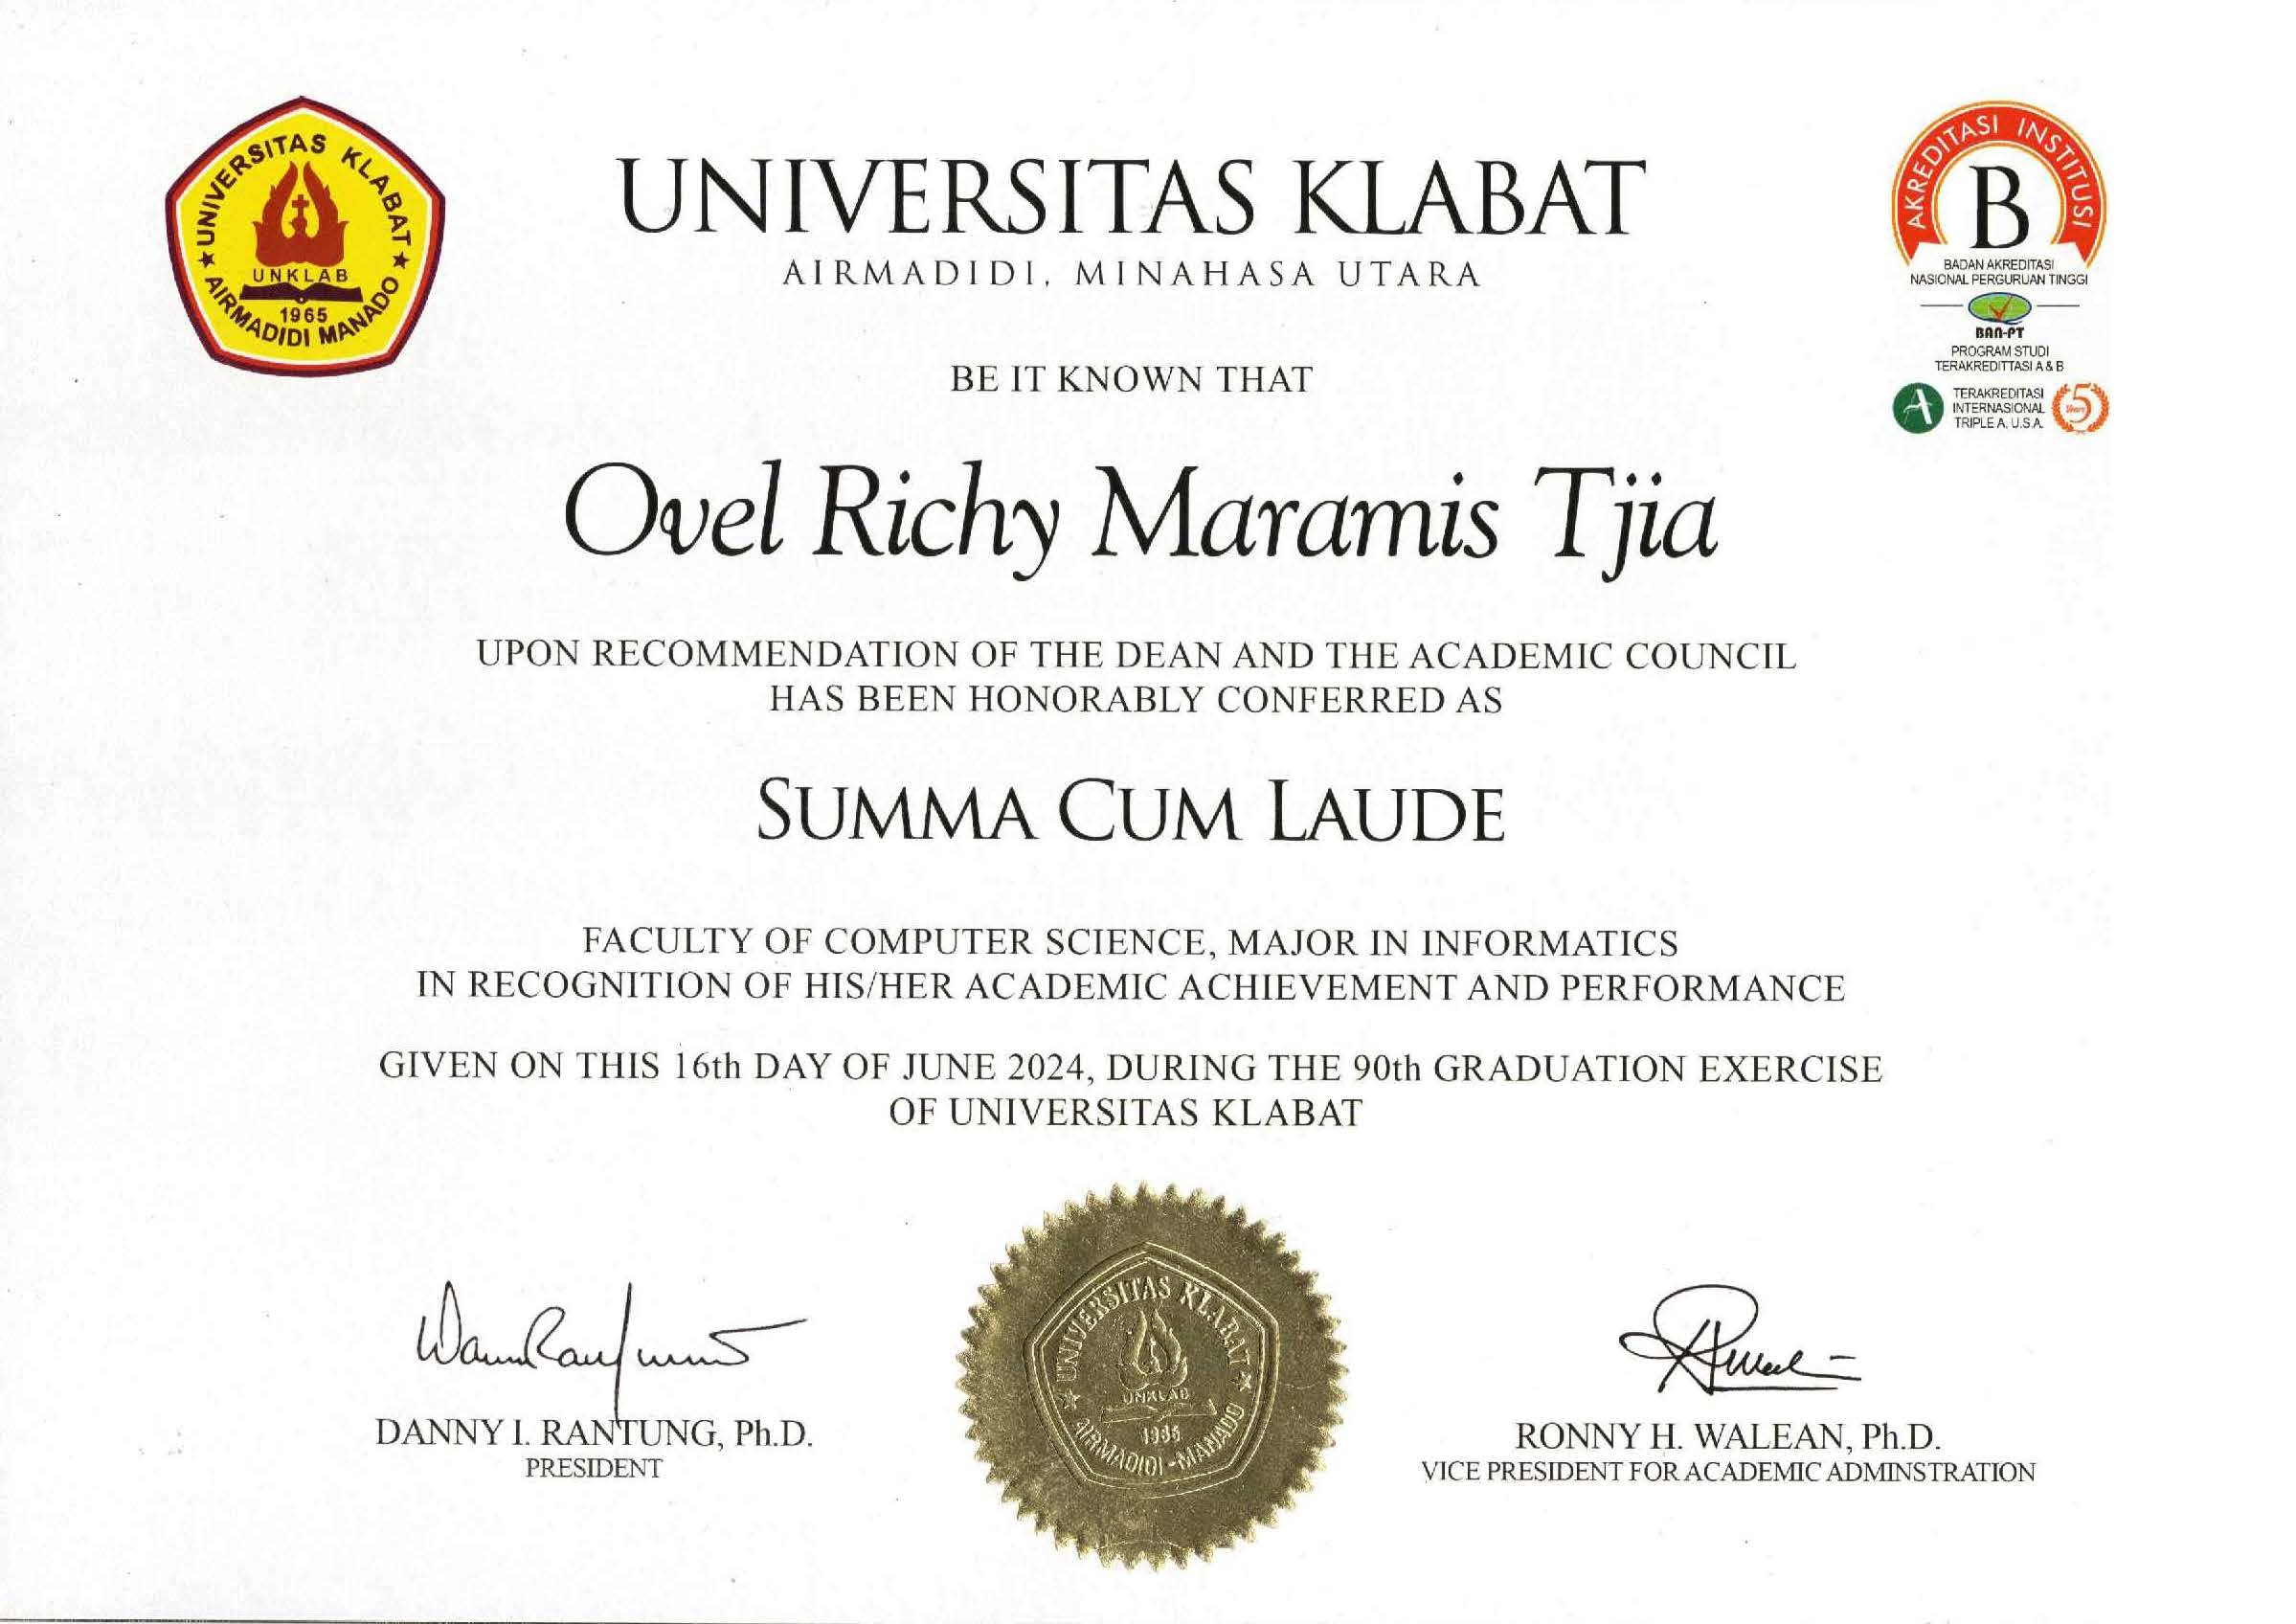 UNIVERSITAS KLABAT
UNKLAB
1965
AIRMADIDI MANADO
UNIVERSITAS KLABAT
AIRMADIDI, MINAHASA UTARA
AKREDITASI INSTITUSI
B
BADAN AKREDITASI
NASIONAL PERGURUAN TINGGI
BAN-PT
PROGRAM STUDI
TERAKREDITTASI A & B
A
TERAKREDITASI
INTERNASIONAL
TRIPLE A, U.S.A.
5
BE IT KNOWN THAT
Ovel Richy Maramis Tjia
UPON RECOMMENDATION OF THE DEAN AND THE ACADEMIC COUNCIL
HAS BEEN HONORABLY CONFERRED AS
SUMMA CUM LAUDE
FACULTY OF COMPUTER SCIENCE, MAJOR IN INFORMATICS
IN RECOGNITION OF HIS/HER ACADEMIC ACHIEVEMENT AND PERFORMANCE
GIVEN ON THIS 16th DAY OF JUNE 2024, DURING THE 90th GRADUATION EXERCISE
OF UNIVERSITAS KLABAT
UNIVERSITAS KLABAT
UNKLAB
1965
AIRMADIDI-MANADO
DANNY I. RANTUNG, Ph.D.
PRESIDENT
RONNY H. WALEAN, Ph.D.
VICE PRESIDENT FOR ACADEMIC ADMINSTRATION